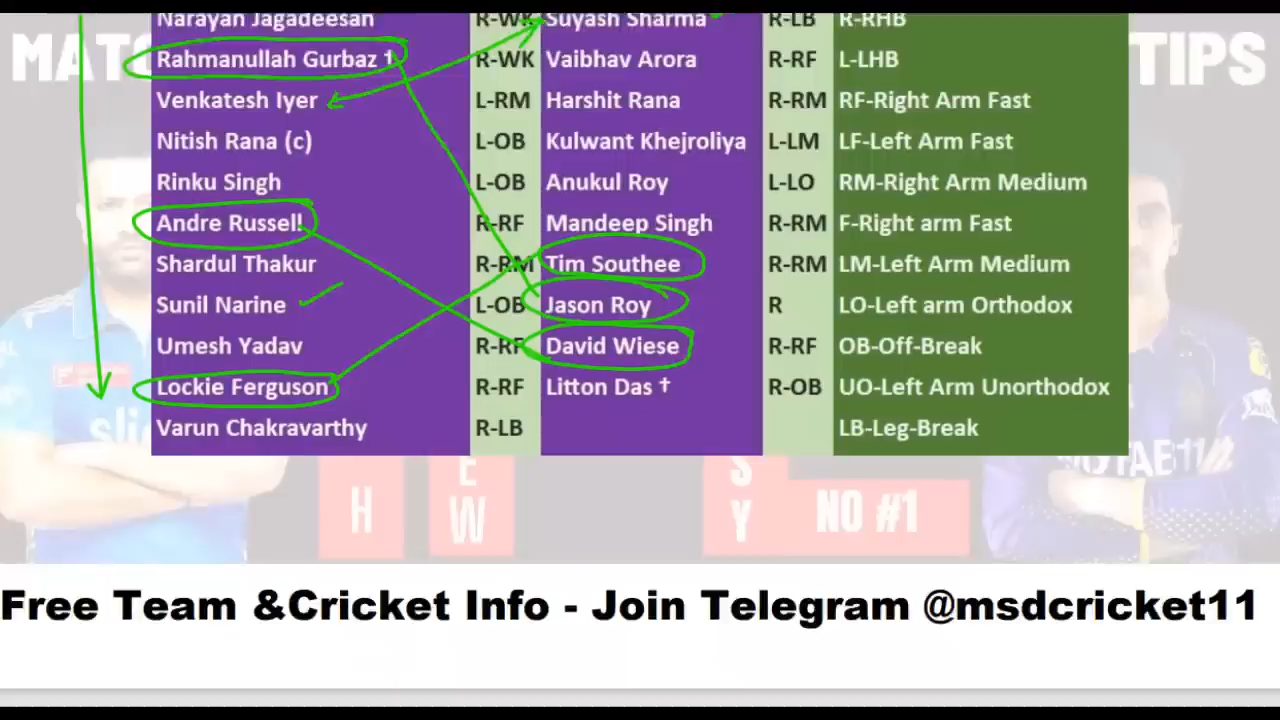 Narayan Jagadeesan R-WK Suyash Sharma R-LB R-RHB
Rahmanullah Gurbaz † R-WK Vaibhav Arora R-RF L-LHB
Venkatesh Iyer L-RM Harshit Rana R-RM RF-Right Arm Fast
Nitish Rana (c) L-OB Kulwant Khejroliya L-LM LF-Left Arm Fast
Rinku Singh L-OB Anukul Roy L-LO RM-Right Arm Medium
Andre Russell R-RF Mandeep Singh R-RM F-Right arm Fast
Shardul Thakur R-RM Tim Southee R-RM LM-Left Arm Medium
Sunil Narine L-OB Jason Roy R LO-Left arm Orthodox
Umesh Yadav R-RF David Wiese R-RF OB-Off-Break
Lockie Ferguson R-RF Litton Das † R-OB UO-Left Arm Unorthodox
Varun Chakravarthy R-LB LB-Leg-Break
TIPS
H
E
W
S
Y
NO #1
Free Team &Cricket Info - Join Telegram @msdcricket11